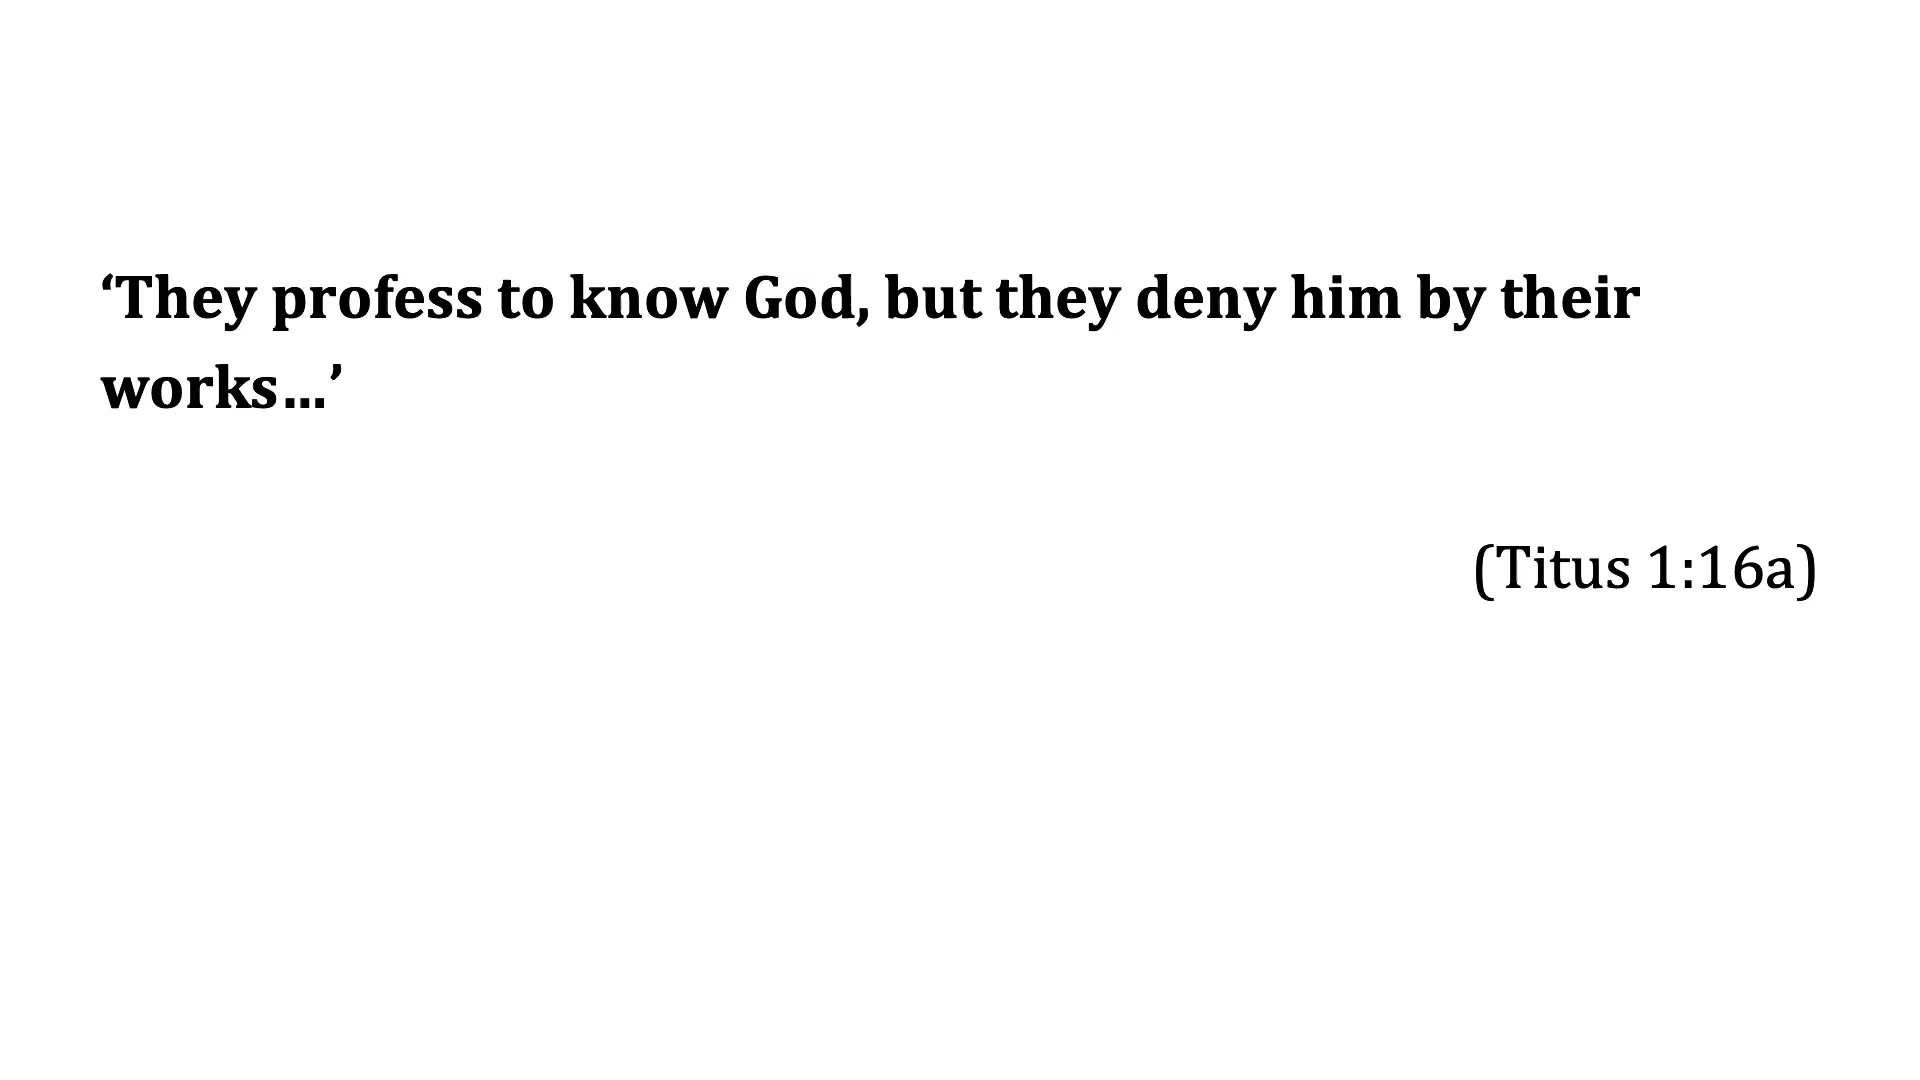 ‘They profess to know God, but they deny him by their
works…’
(Titus 1:16a)